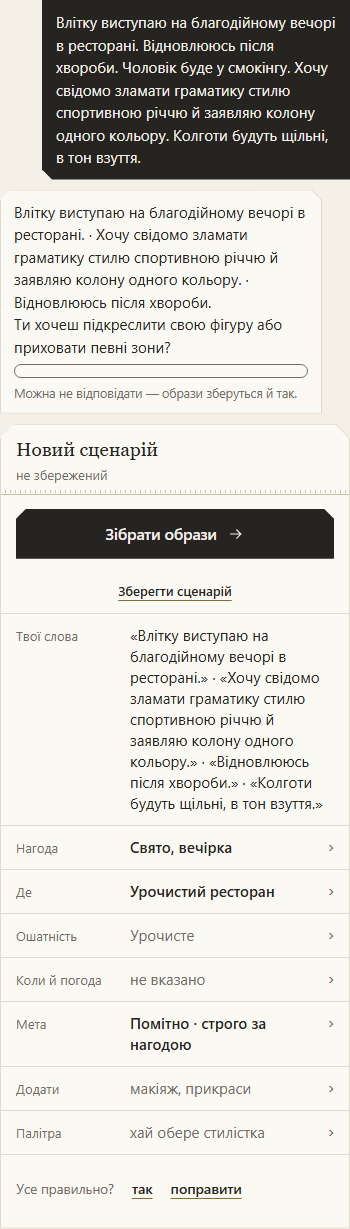 Влітку виступаю на благодійному вечорі
в ресторані. Відновлююсь після
хвороби. Чоловік буде у смокінгу. Хочу
свідомо зламати граматику стилю
спортивною річчю й заявляю колону
одного кольору. Колготи будуть щільні,
в тон взуття.
Влітку виступаю на благодійному вечорі в
ресторані. · Хочу свідомо зламати
граматику стилю спортивною річчю й
заявляю колону одного кольору. ·
Відновлююсь після хвороби.
Ти хочеш підкреслити свою фігуру або
приховати певні зони?
Можна не відповідати — образи зберуться й так.
Новий сценарій
не збережений
Зібрати образи →
Зберегти сценарій
Твої слова
«Влітку виступаю на
благодійному вечорі в
ресторані.» · «Хочу свідомо
зламати граматику стилю
спортивною річчю й
заявляю колону одного
кольору.» · «Відновлююсь
після хвороби.» · «Колготи
будуть щільні, в тон взуття.»
Нагода Свято, вечірка ›
Де Урочистий ресторан ›
Ошатність Урочисте ›
Коли й погода не вказано ›
Мета Помітно · строго за
нагодою ›
Додати макіяж, прикраси ›
Палітра хай обере стилістка ›
Усе правильно? так поправити